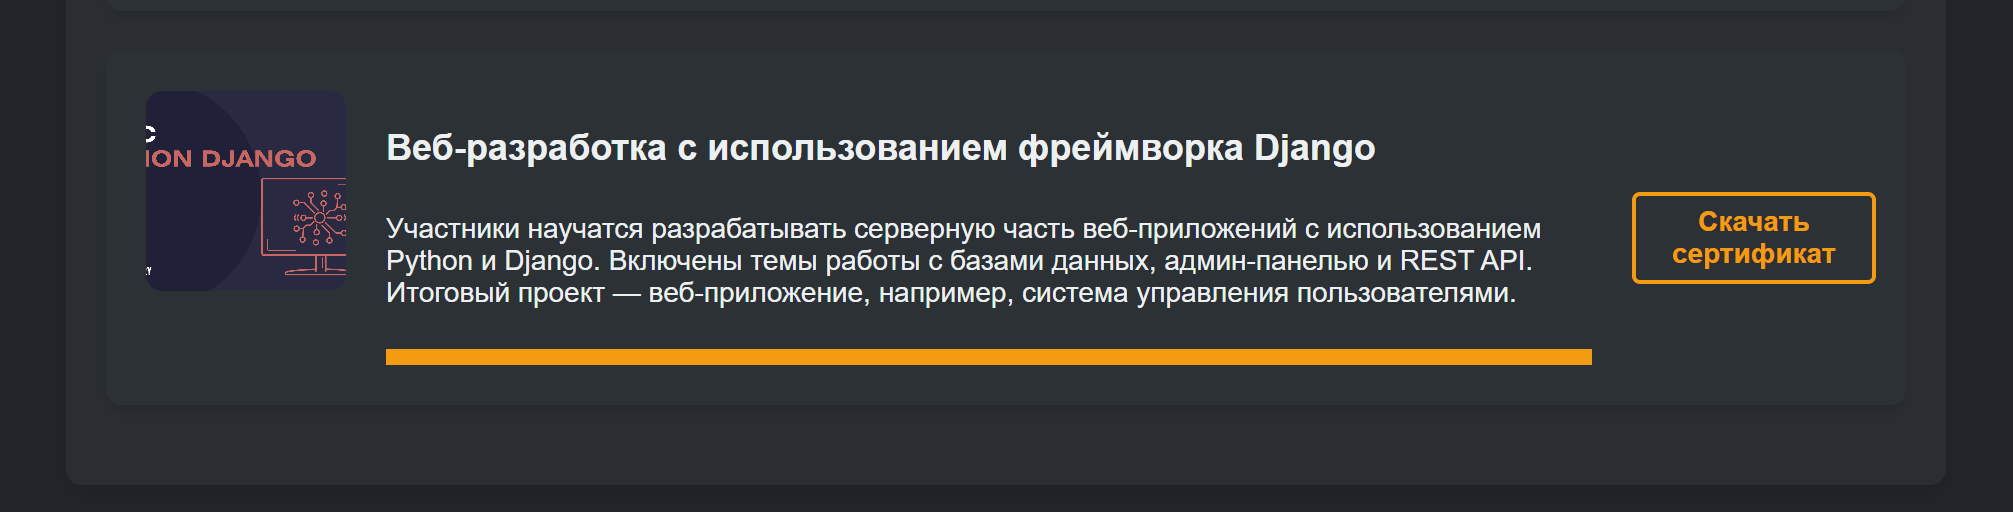 C
ION DJANGO
Веб-разработка с использованием фреймворка Django
Участники научатся разрабатывать серверную часть веб-приложений с использованием
Python и Django. Включены темы работы с базами данных, админ-панелью и REST API.
Итоговый проект — веб-приложение, например, система управления пользователями.
Скачать
сертификат